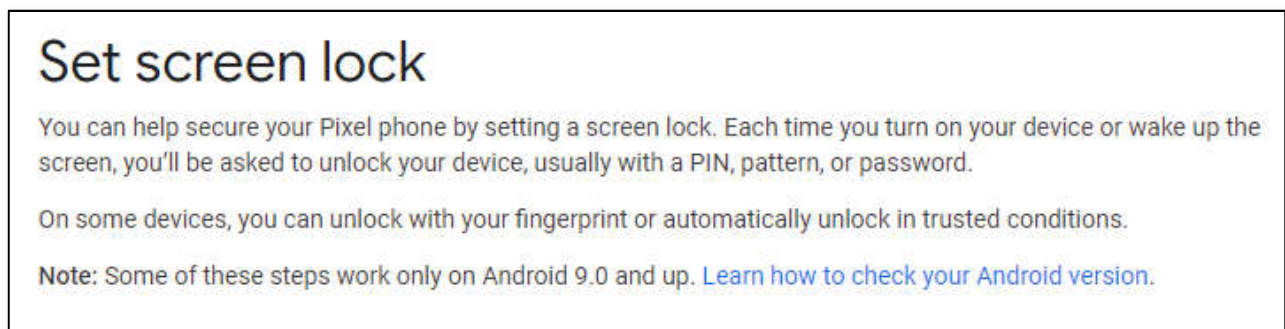 Set screen lock
You can help secure your Pixel phone by setting a screen lock. Each time you turn on your device or wake up the
screen, you’ll be asked to unlock your device, usually with a PIN, pattern, or password.
On some devices, you can unlock with your fingerprint or automatically unlock in trusted conditions.
Note: Some of these steps work only on Android 9.0 and up. Learn how to check your Android version.